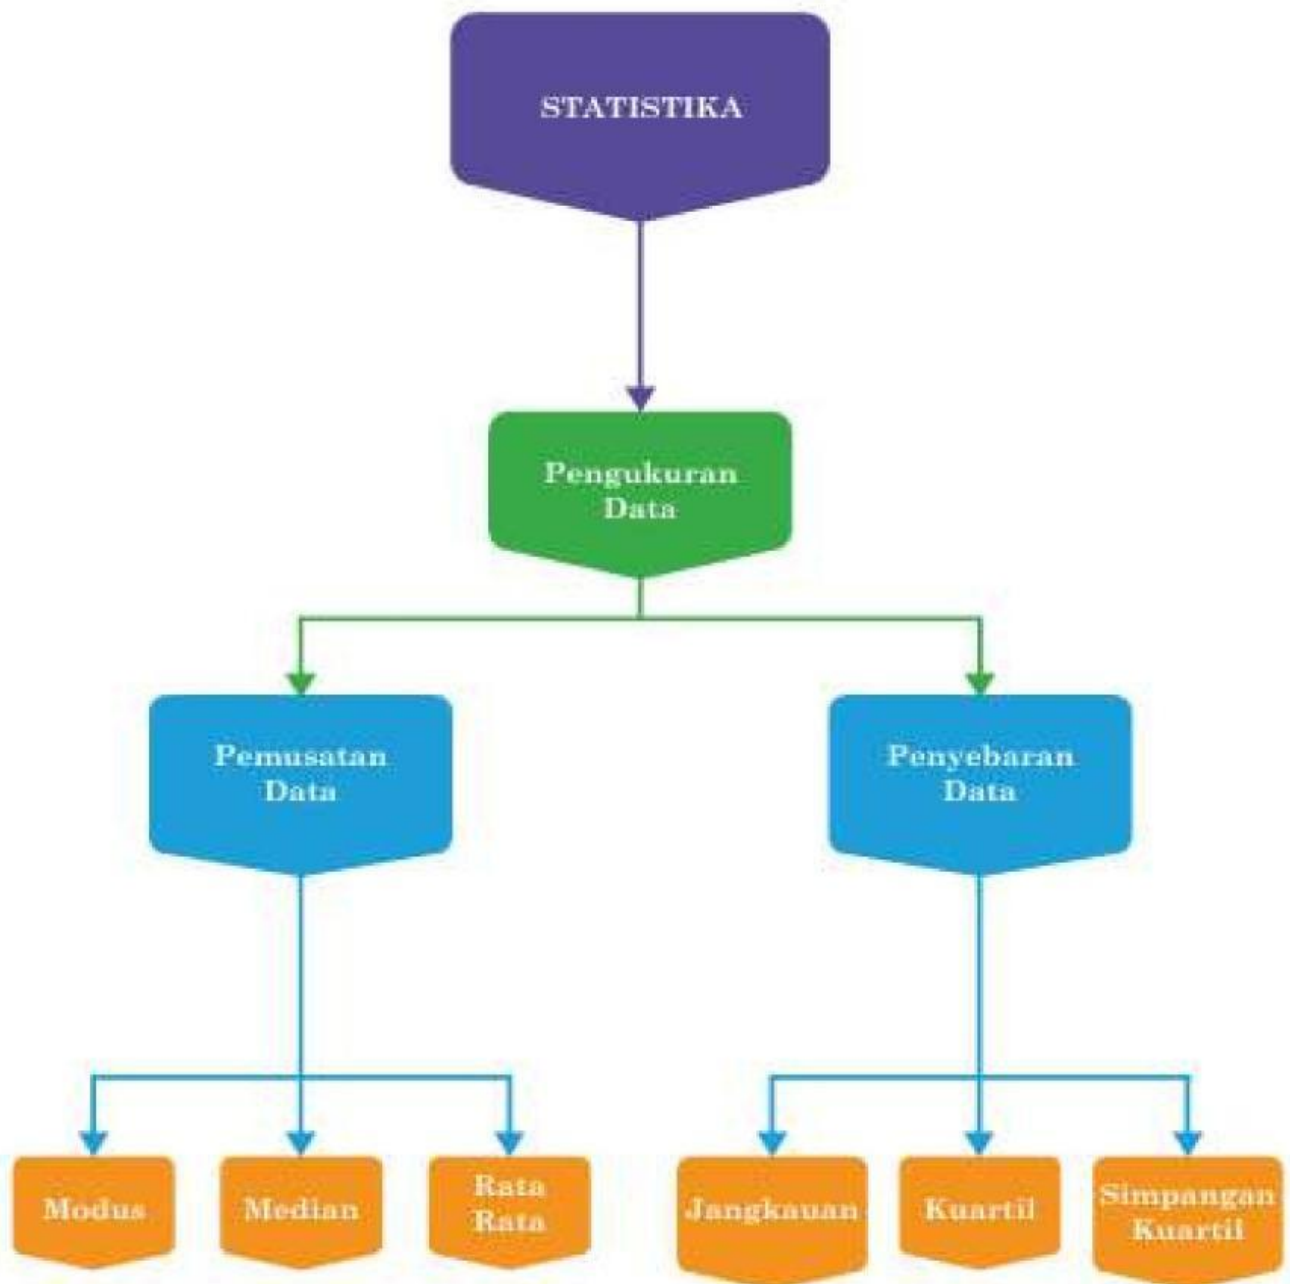 STATISTIKA
Pengukuran
Data
Pemusatan
Data
Penyebaran
Data
Modus
Median
Rata
Rata
Jangkauan
Kuartil
Simpangan
Kuartil